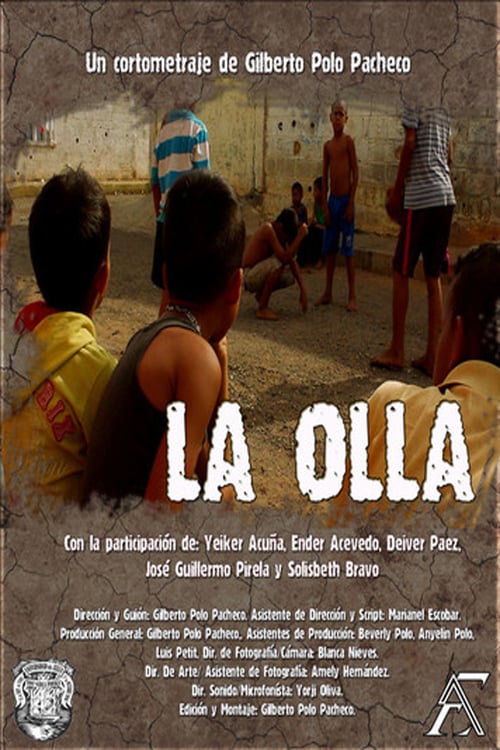 Un cortometraje de Gilberto Polo Pacheco
LA OLLA
Con la participación de: Yeiker Acuña, Ender Acevedo, Deiver Paez,
José Guillermo Pirela y Solisbeth Bravo
Dirección y Guión: Gilberto Polo Pacheco. Asistente de Dirección y Script: Marianel Escobar.
Producción General: Gilberto Polo Pacheco, Asistentes de Producción: Beverly Polo, Anyelin Polo,
Luis Petit. Dir. de Fotografía Cámara: Blanca Nieves.
Dir. De Arte/ Asistente de Fotografía: Amely Hernández.
Dir. Sonido Microfonista: Yorji Oliva.
Edición y Montaje: Gilberto Polo Pacheco.